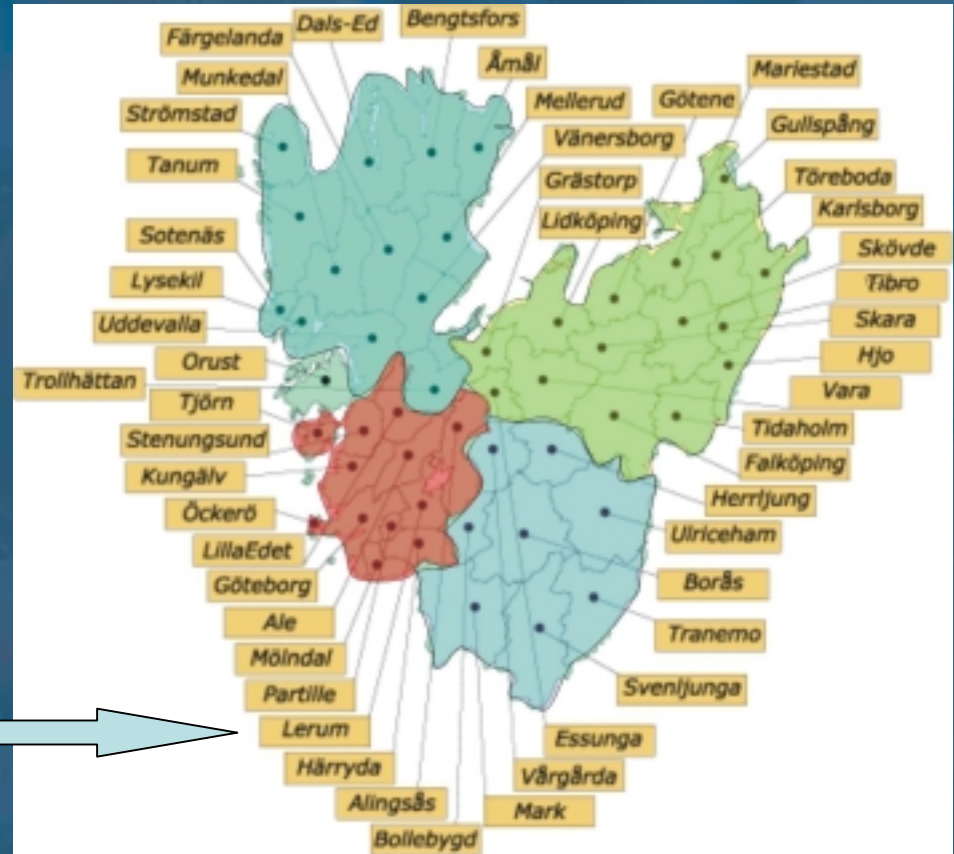 Dals-Ed
Bengtsfors
Färgelanda
Munkedal
Åmål
Mariestad
Strömstad
Mellerud
Götene
Gullspång
Tanum
Vänersborg
Grästorp
Töreboda
Lidköping
Karlsborg
Sotenäs
Skövde
Lysekil
Tibro
Uddevalla
Skara
Orust
Hjo
Trollhättan
Vara
Tjörn
Tidaholm
Stenungsund
Falköping
Kungälv
Herrljung
Öckerö
Ulriceham
LillaEdet
Göteborg
Borås
Ale
Tranemo
Mölndal
Partille
Svenljunga
Lerum
Essunga
Härryda
Vårgårda
Alingsås
Mark
Bollebygd